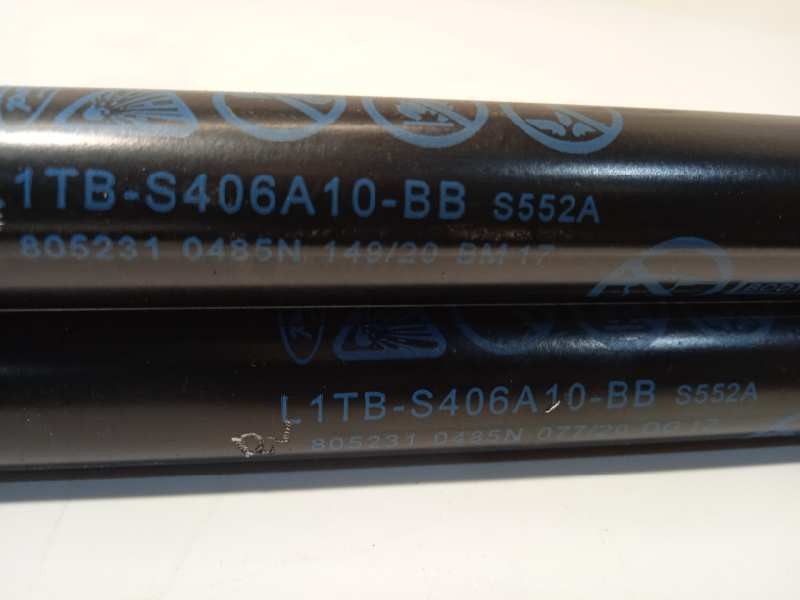 L1TB-S406A10-BB S552A
805231 0485N 149/20 BM 17
L1TB-S406A10-BB S552A
805231 0485N 077/20 OG 17